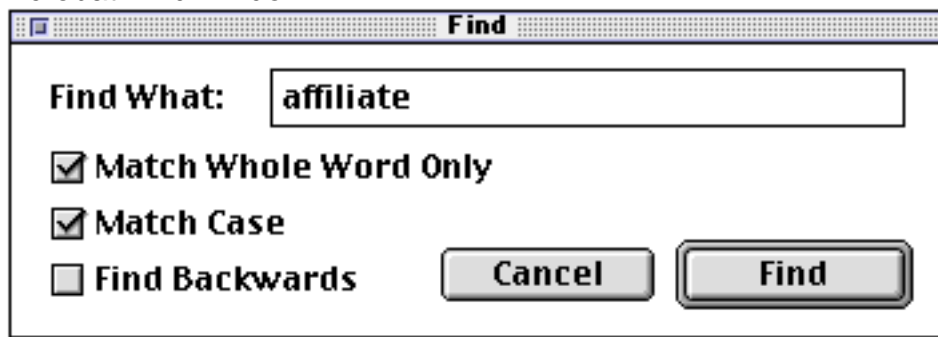 Find
Find What: affiliate
Match Whole Word Only
Match Case
Find Backwards Cancel Find